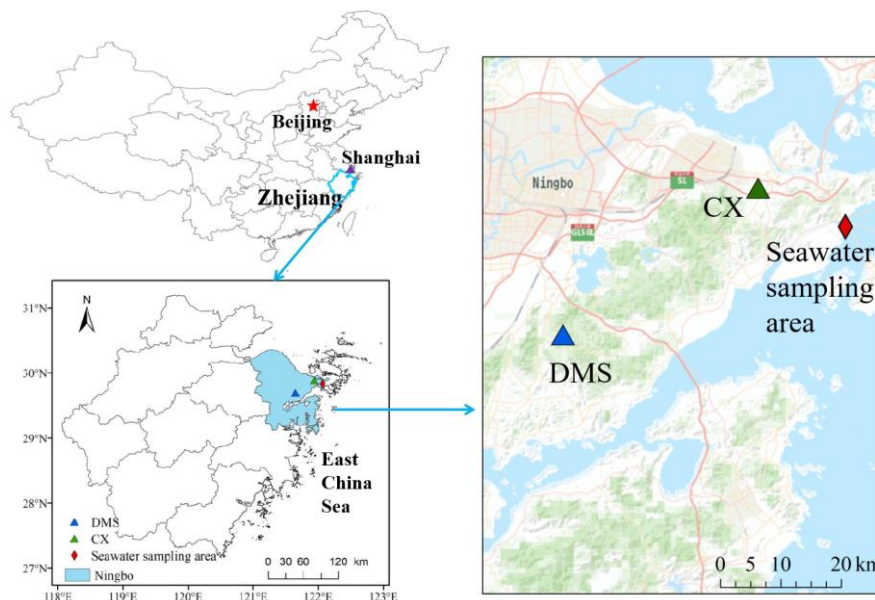 Beijing
Shanghai
Zhejiang
N
31°N
30°N
29°N
28°N
27°N
118°E
119°E
120°E
121°E
122°E
123°E
East
China
Sea
DMS
CX
Seawater sampling area
Ningbo
0 30 60 120 km
Ningbo
CX
Seawater
sampling
area
DMS
0 5 10 20 km